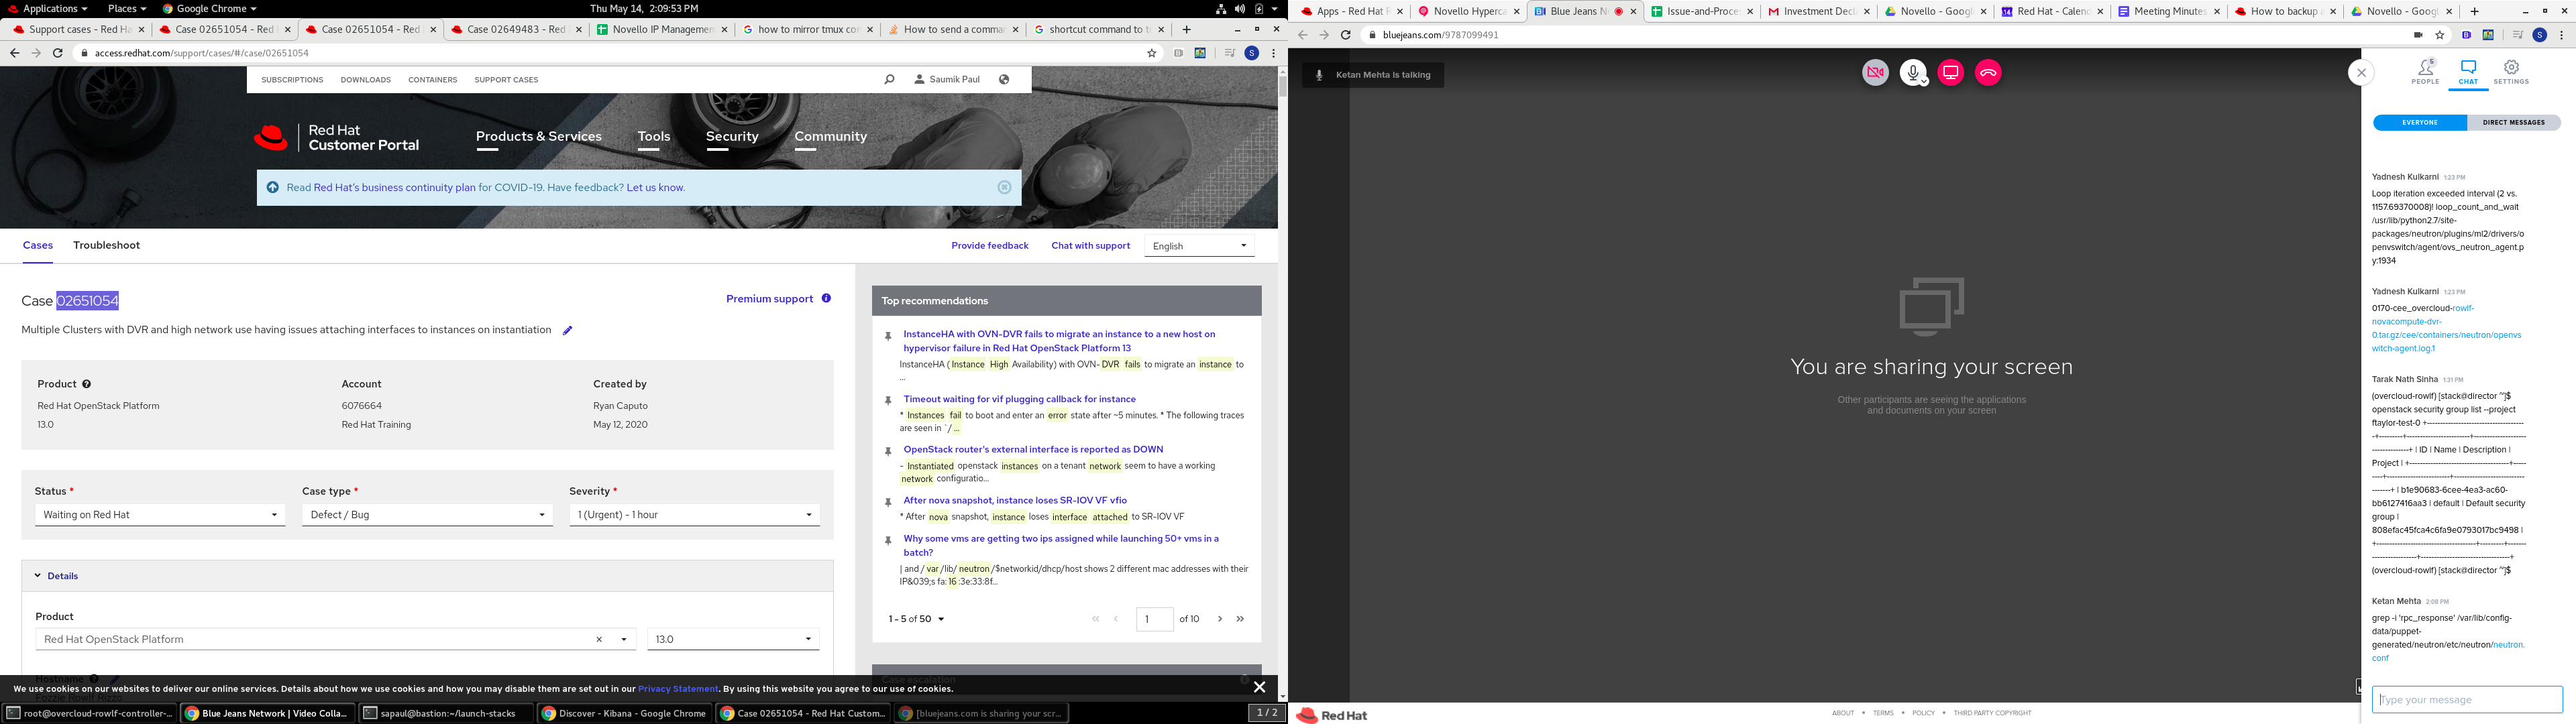 Applications
Places
Google Chrome
Thu May 14, 2:09:53 PM
Support cases - Red Ha
Case 02651054 - Red
Case 02651054 - Red
Case 02649483 - Red
Novello IP Managemen
how to mirror tmux co
How to send a comma
shortcut command to t
access.redhat.com/support/cases/#/case/02651054
SUBSCRIPTIONS
DOWNLOADS
CONTAINERS
SUPPORT CASES
Saumik Paul
Red Hat
Customer Portal
Products & Services
Tools
Security
Community
Read Red Hat's business continuity plan for COVID-19. Have feedback? Let us know.
Cases
Troubleshoot
Provide feedback
Chat with support
English
Case 02651054
Premium support
Multiple Clusters with DVR and high network use having issues attaching interfaces to instances on instantiation
Product
Account
Created by
Red Hat OpenStack Platform
6076664
Ryan Caputo
13.0
Red Hat Training
May 12, 2020
Status *
Case type *
Severity *
Waiting on Red Hat
Defect / Bug
1 (Urgent) - 1 hour
Details
Product
Red Hat OpenStack Platform
13.0
Hostname
Top recommendations
InstanceHA with OVN-DVR fails to migrate an instance to a new host on
hypervisor failure in Red Hat OpenStack Platform 13
InstanceHA ( Instance High Availability) with OVN- DVR fails to migrate an instance to
...
Timeout waiting for vif plugging callback for instance
* Instances fail to boot and enter an error state after ~5 minutes. * The following traces
are seen in `/ ...
OpenStack router's external interface is reported as DOWN
- Instantiated openstack instances on a tenant network seem to have a working
network configuratio...
After nova snapshot, instance loses SR-IOV VF vfio
* After nova snapshot, instance loses interface attached to SR-IOV VF
Why some vms are getting two ips assigned while launching 50+ vms in a
batch?
| and / var /lib/ neutron /$networkid/dhcp/host shows 2 different mac addresses with their
IP&039;s fa: 16 :3e:33:8f...
1 - 5 of 50
1
of 10
Case escalation
We use cookies on our websites to deliver our online services. Details about how we use cookies and how you may disable them are set out in our Privacy Statement. By using this website you agree to our use of cookies.
root@overcloud-rowlf-controller-...
Blue Jeans Network | Video Colla...
sapaul@bastion:~/launch-stacks
Discover - Kibana - Google Chrome
Case 02651054 - Red Hat Custom...
[bluejeans.com is sharing your scr...
1 / 2
Apps - Red Hat
Novello Hyperca
Blue Jeans N
Issue-and-Proce
Investment Decl
Novello - Googl
Red Hat - Calen
Meeting Minutes
How to backup
Novello - Googl
bluejeans.com/9787099491
Ketan Mehta is talking
You are sharing your screen
Other participants are seeing the applications
and documents on your screen
5
PEOPLE
CHAT
SETTINGS
EVERYONE
DIRECT MESSAGES
Yadnesh Kulkarni 1:23 PM
Loop iteration exceeded interval (2 vs.
1157.69370008)! loop_count_and_wait
/usr/lib/python2.7/site-
packages/neutron/plugins/ml2/drivers/o
penvswitch/agent/ovs_neutron_agent.p
y:1934
Yadnesh Kulkarni 1:23 PM
0170-cee_overcloud-rowlf-
novacompute-dvr-
0.tar.gz/cee/containers/neutron/openvs
witch-agent.log.1
Tarak Nath Sinha 1:31 PM
(overcloud-rowlf) [stack@director ~]$
openstack security group list --project
ftaylor-test-0 +--------------------------------------
-+---------+------------------------+--------------------
--------------+ | ID | Name | Description |
Project | +--------------------------------------+-----
----+------------------------+----------------------------
-------+ | b1e90683-6cee-4ea3-ac60-
bb6127416aa3 | default | Default security
group |
808efac45fca4c6fa9e0793017bc9498 |
+--------------------------------------+---------+-------
-----------------+----------------------------------+
(overcloud-rowlf) [stack@director ~]$
Ketan Mehta 2:08 PM
grep -i 'rpc_response' /var/lib/config-
data/puppet-
generated/neutron/etc/neutron/neutron.
conf
Type your message
Red Hat
ABOUT • TERMS • POLICY • THIRD PARTY COPYRIGHT